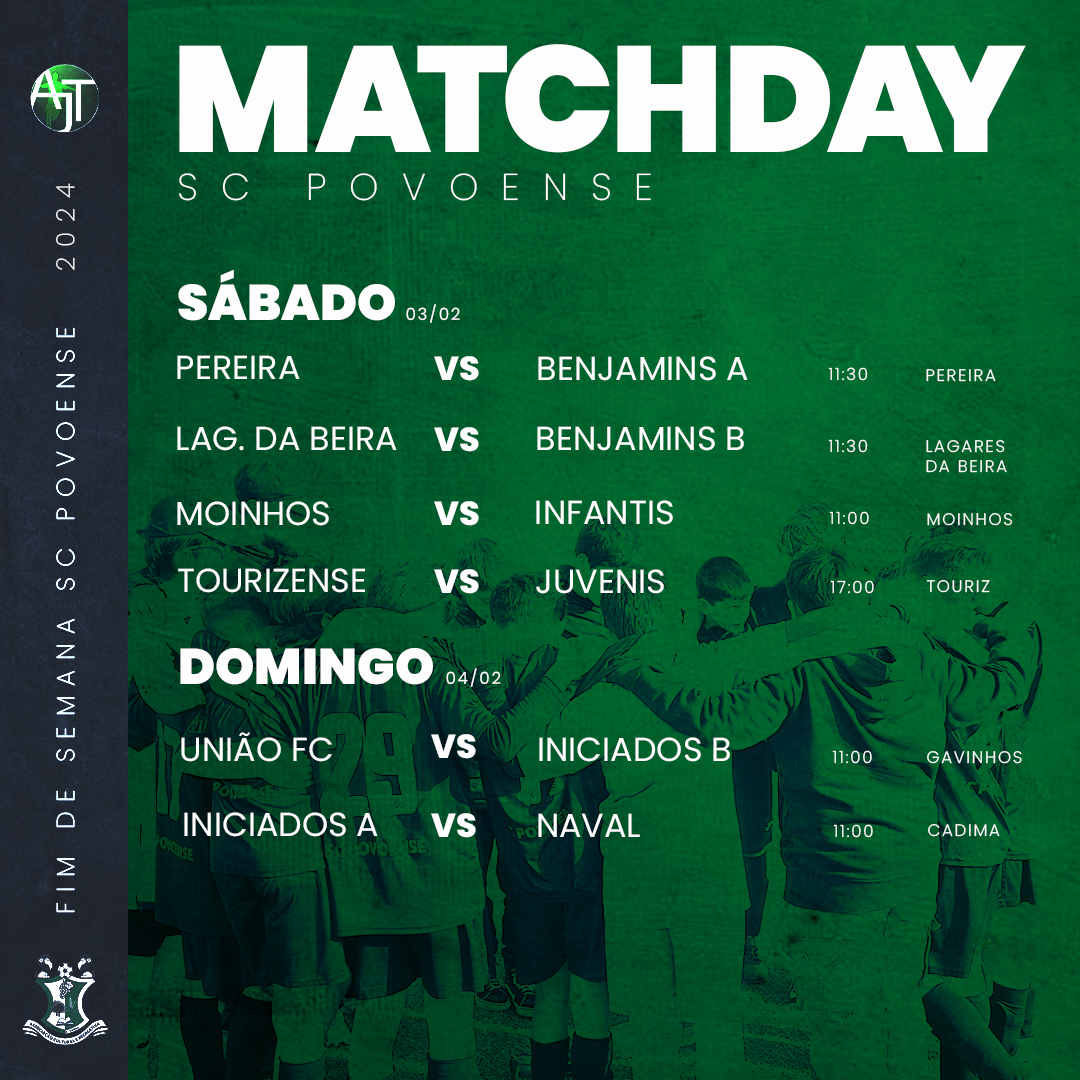 AJT
MATCHDAY
SC POVOENSE
FIM DE SEMANA SC POVOENSE 2024
SÁBADO 03/02
PEREIRA VS BENJAMINS A 11:30 PEREIRA
LAG. DA BEIRA VS BENJAMINS B 11:30 LAGARES
DA BEIRA
MOINHOS VS INFANTIS 11:00 MOINHOS
TOURIZENSE VS JUVENIS 17:00 TOURIZ
DOMINGO 04/02
UNIÃO FC VS INICIADOS B 11:00 GAVINHOS
INICIADOS A VS NAVAL 11:00 CADIMA
29